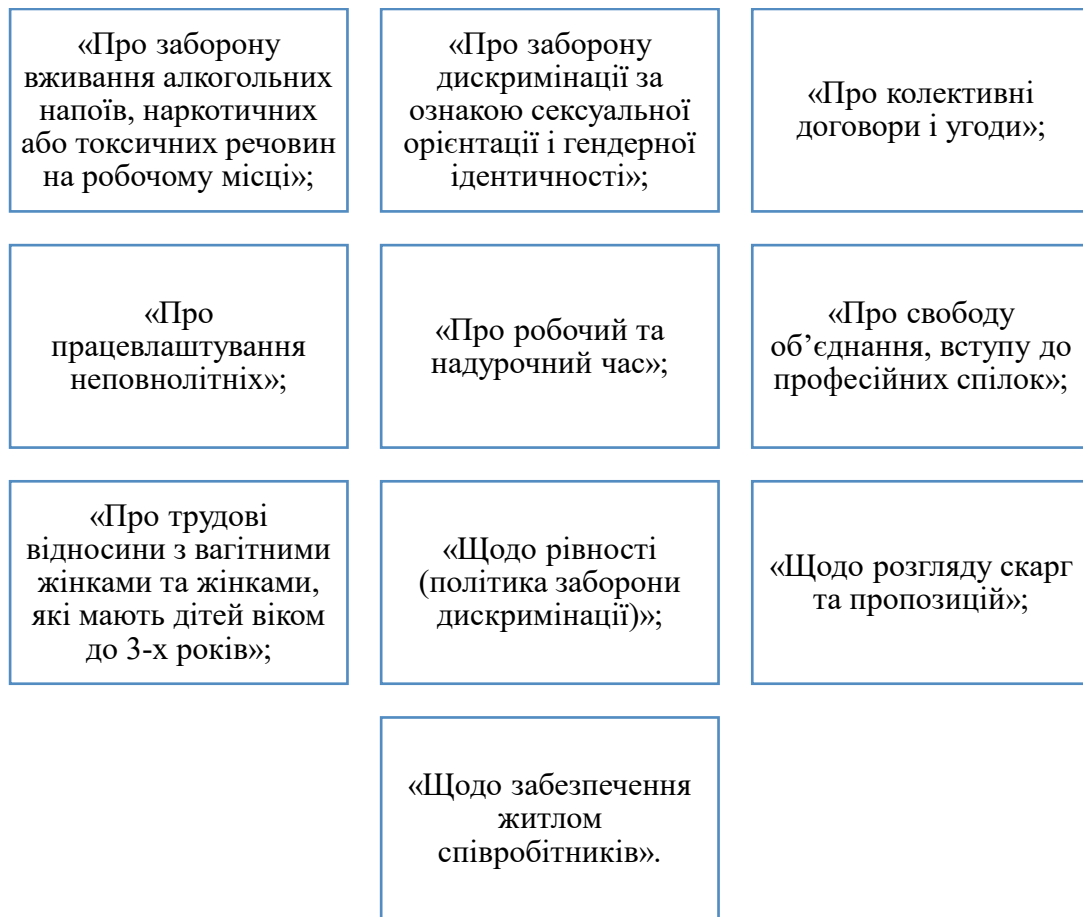 «Про заборону
вживання алкогольних
напоїв, наркотичних
або токсичних речовин
на робочому місці»;
«Про заборону
дискримінації за
ознакою сексуальної
орієнтації і гендерної
ідентичності»;
«Про колективні
договори і угоди»;
«Про
працевлаштування
неповнолітніх»;
«Про робочий та
надурочний час»;
«Про свободу
об’єднання, вступу до
професійних спілок»;
«Про трудові
відносини з вагітними
жінками та жінками,
які мають дітей віком
до 3-х років»;
«Щодо рівності
(політика заборони
дискримінації)»;
«Щодо розгляду скарг
та пропозицій»;
«Щодо забезпечення
житлом
співробітників».